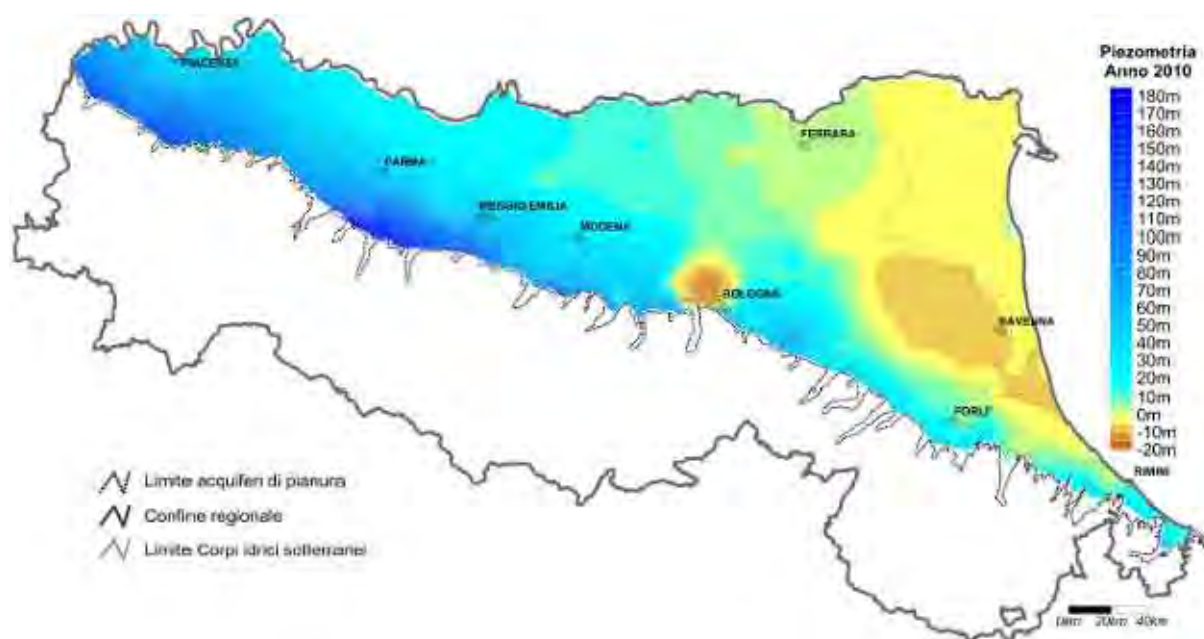 PIACENZA
PARMA
REGGIO EMILIA
MODENA
BOLOGNA
FERRARA
RAVENNA
FORLI'
RIMINI
Piezometria
Anno 2010
180m
170m
160m
150m
140m
130m
120m
110m
100m
90m
80m
70m
60m
50m
40m
30m
20m
10m
0m
-10m
-20m
Limite acquiferi di pianura
Confine regionale
Limite Corpi idrici sotterranei
0km 20km 40km